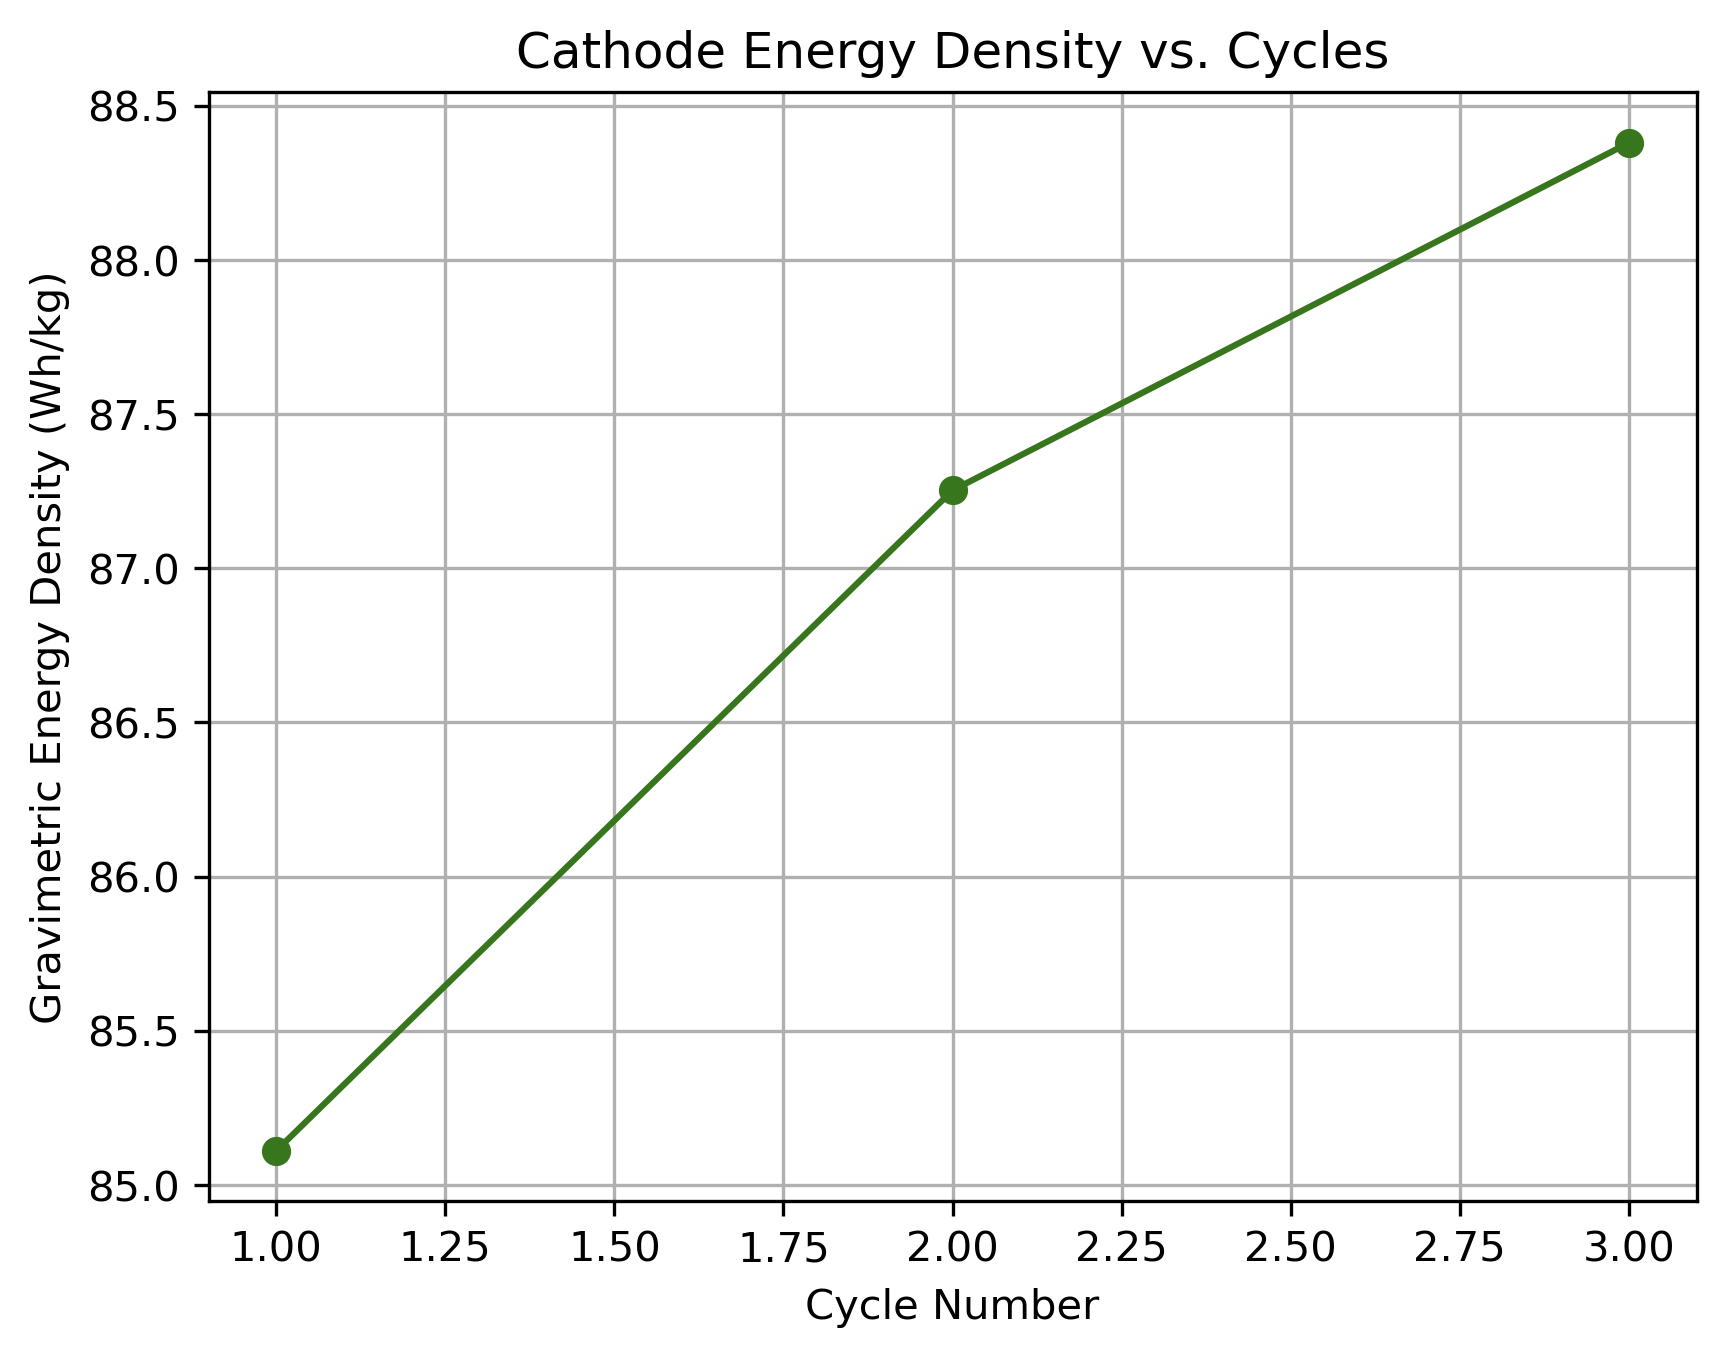 Cathode Energy Density vs. Cycles
Gravimetric Energy Density (Wh/kg)
88.5
88.0
87.5
87.0
86.5
86.0
85.5
85.0
1.00 1.25 1.50 1.75 2.00 2.25 2.50 2.75 3.00
Cycle Number